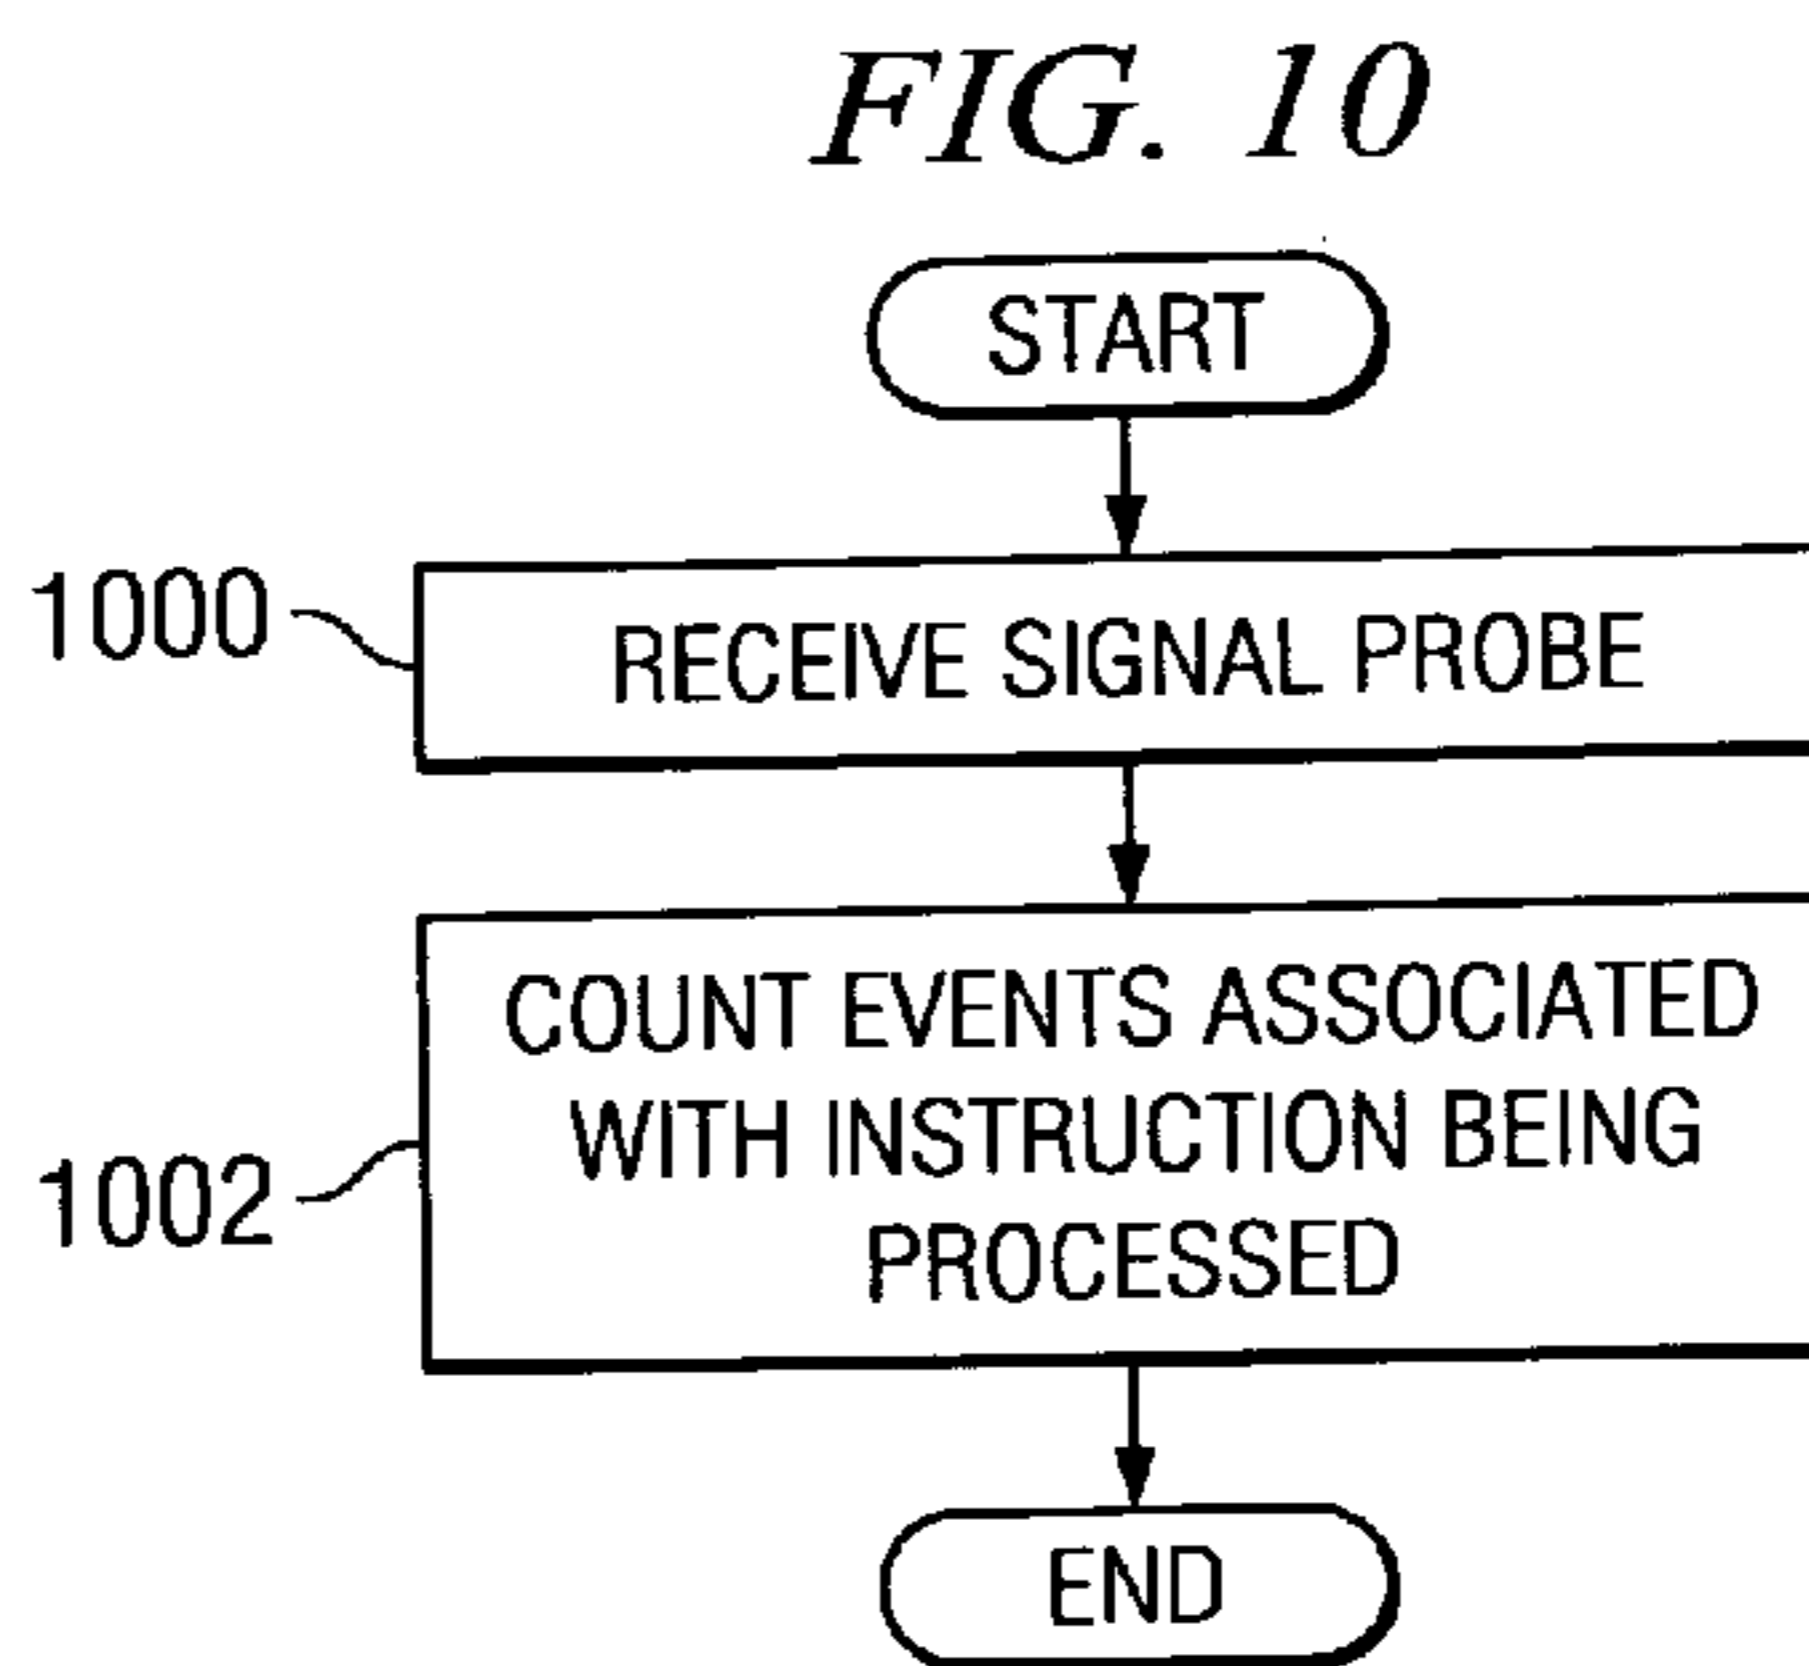 FIG. 10
START
1000
RECEIVE SIGNAL PROBE
COUNT EVENTS ASSOCIATED
WITH INSTRUCTION BEING
PROCESSED
1002
END